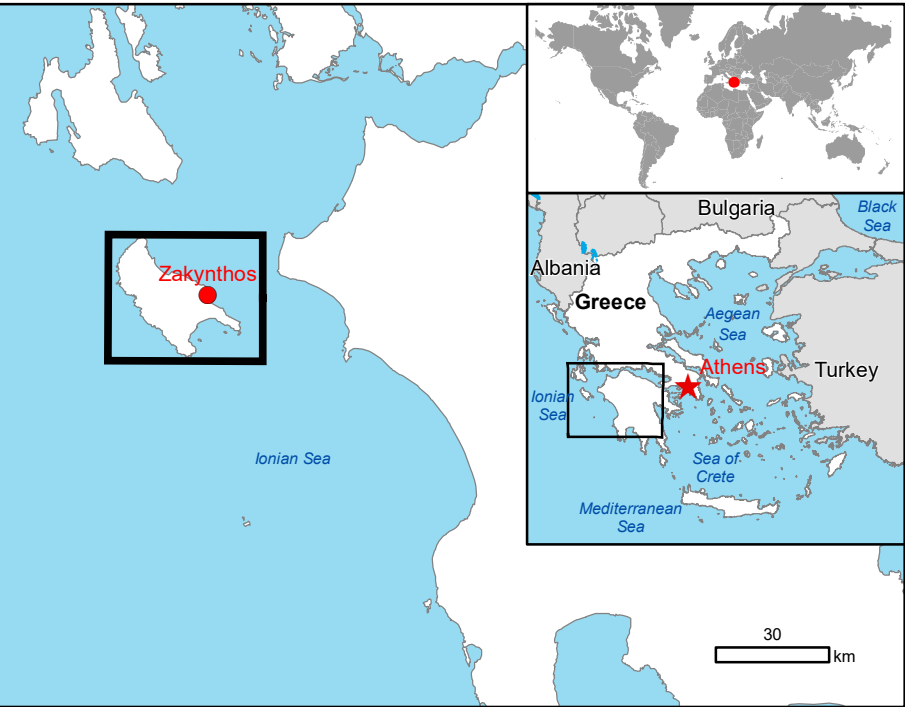 Zakynthos
Ionian Sea
30
km
Bulgaria
Black
Sea
Albania
Greece
Aegean
Sea
Athens
Turkey
Ionian
Sea
Sea of
Crete
Mediterranean
Sea